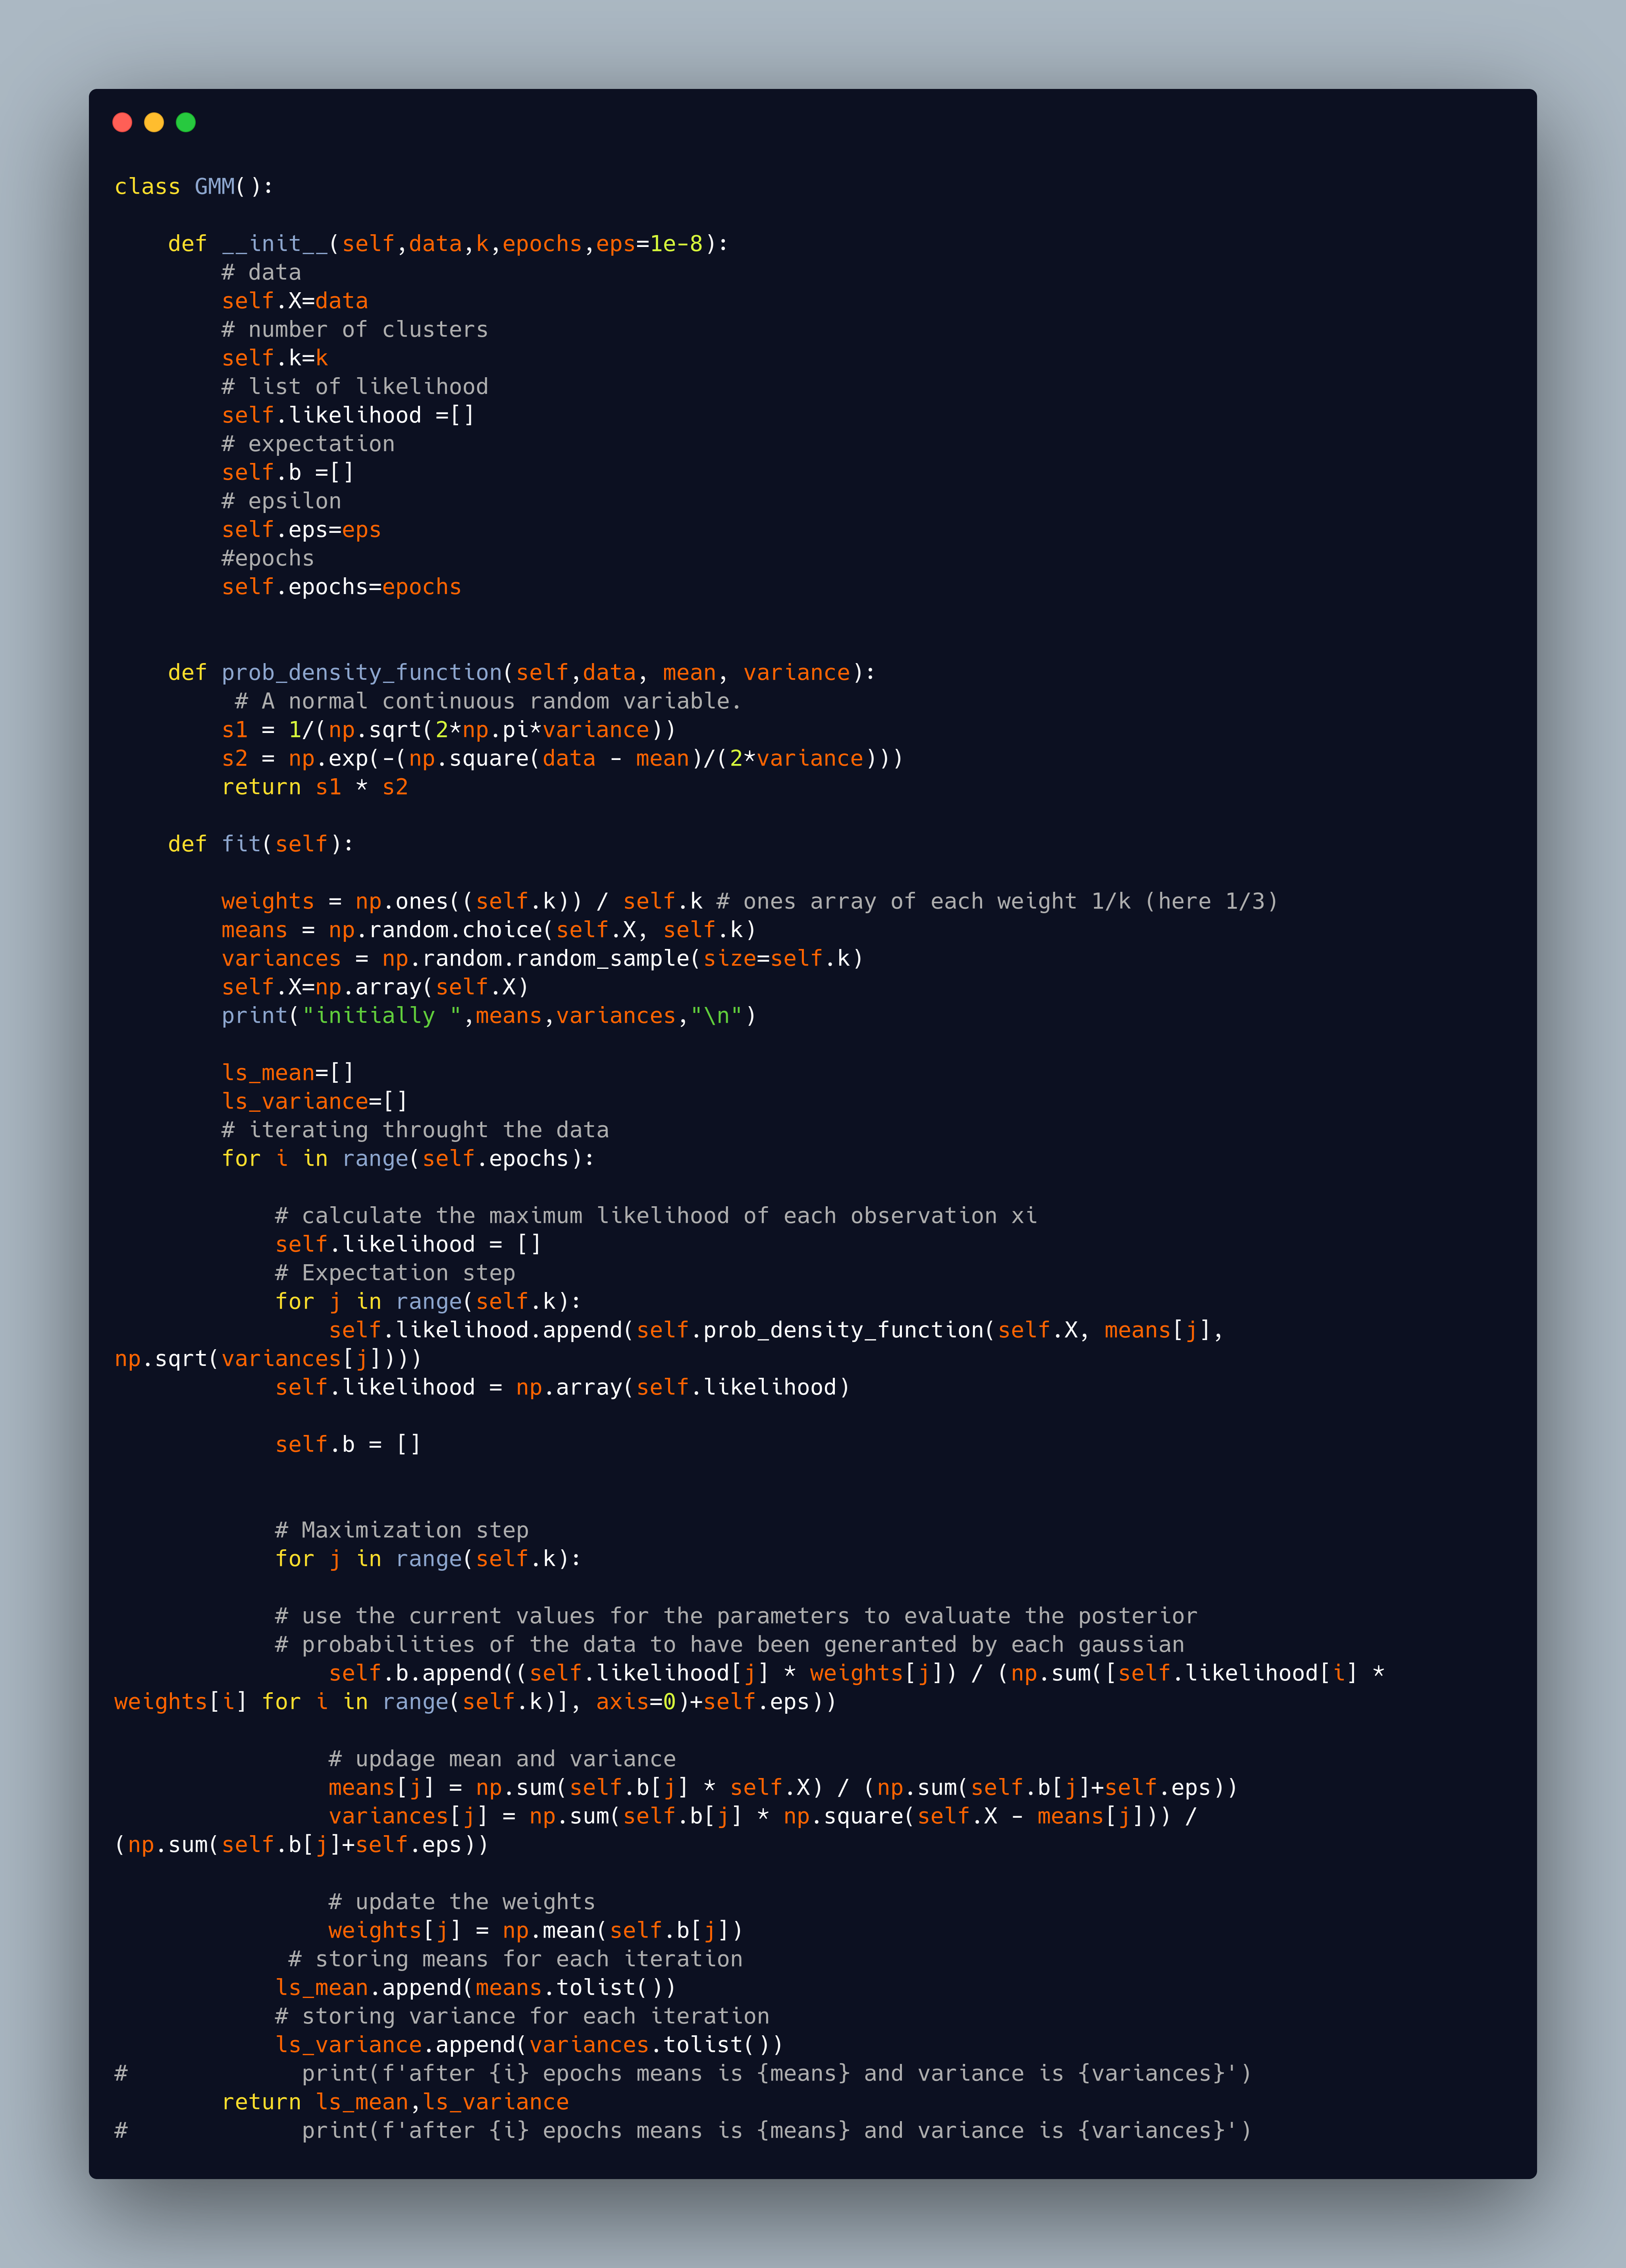 class GMM():

    def __init__(self,data,k,epochs,eps=1e-8):
        # data
        self.X=data
        # number of clusters
        self.k=k
        # list of likelihood
        self.likelihood =[]
        # expectation
        self.b =[]
        # epsilon
        self.eps=eps
        #epochs
        self.epochs=epochs


    def prob_density_function(self,data, mean, variance):
         # A normal continuous random variable.
        s1 = 1/(np.sqrt(2*np.pi*variance))
        s2 = np.exp(-(np.square(data - mean)/(2*variance)))
        return s1 * s2

    def fit(self):

        weights = np.ones((self.k)) / self.k # ones array of each weight 1/k (here 1/3)
        means = np.random.choice(self.X, self.k)
        variances = np.random.random_sample(size=self.k)
        self.X=np.array(self.X)
        print("initially ",means,variances,"\n")

        ls_mean=[]
        ls_variance=[]
        # iterating throught the data
        for i in range(self.epochs):

            # calculate the maximum likelihood of each observation xi
            self.likelihood = []
            # Expectation step
            for j in range(self.k):
                self.likelihood.append(self.prob_density_function(self.X, means[j],
np.sqrt(variances[j])))
            self.likelihood = np.array(self.likelihood)

            self.b = []


            # Maximization step
            for j in range(self.k):

            # use the current values for the parameters to evaluate the posterior
            # probabilities of the data to have been generanted by each gaussian
                self.b.append((self.likelihood[j] * weights[j]) / (np.sum([self.likelihood[i] *
weights[i] for i in range(self.k)], axis=0)+self.eps))

                # updage mean and variance
                means[j] = np.sum(self.b[j] * self.X) / (np.sum(self.b[j]+self.eps))
                variances[j] = np.sum(self.b[j] * np.square(self.X - means[j])) /
(np.sum(self.b[j]+self.eps))

                # update the weights
                weights[j] = np.mean(self.b[j])
             # storing means for each iteration
            ls_mean.append(means.tolist())
            # storing variance for each iteration
            ls_variance.append(variances.tolist())
#             print(f'after {i} epochs means is {means} and variance is {variances}')
        return ls_mean,ls_variance
#             print(f'after {i} epochs means is {means} and variance is {variances}')